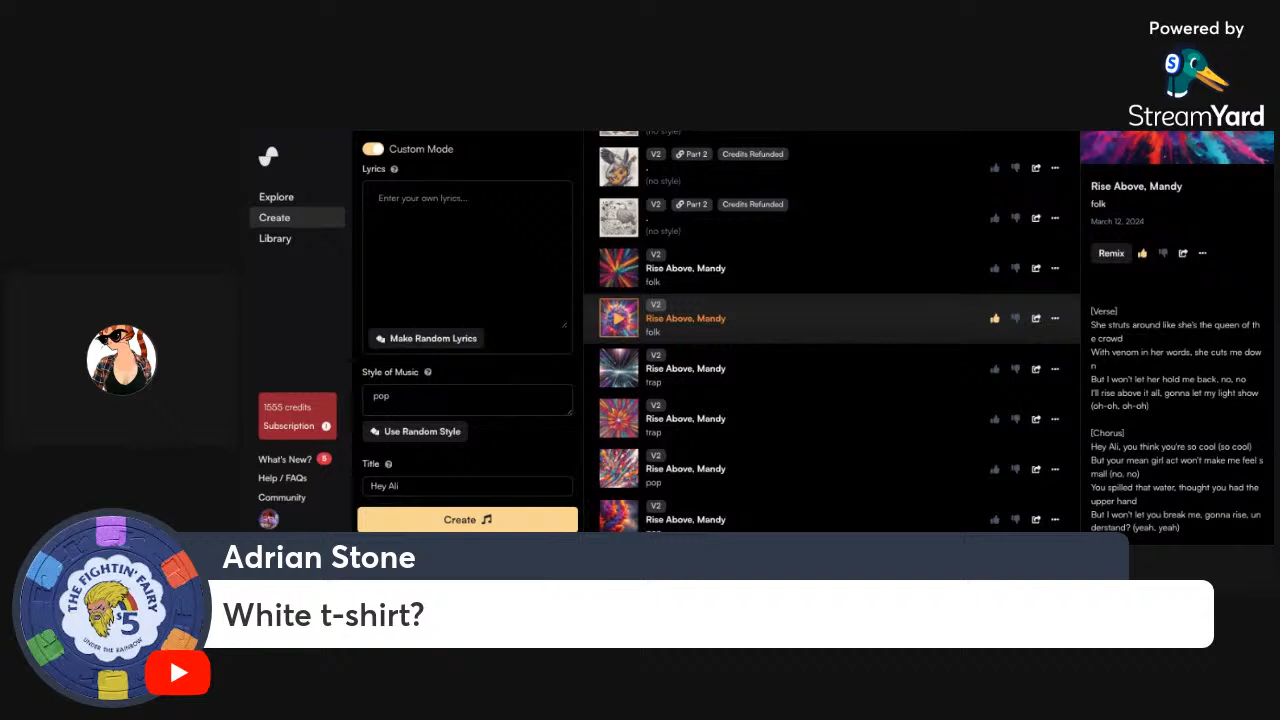 Powered by
StreamYard
Custom Mode
Lyrics
Enter your own lyrics...
Make Random Lyrics
Style of Music
pop
Use Random Style
Title
Hey Ali
Create
Explore
Create
Library
1555 credits
Subscription
What's New? 5
Help / FAQs
Community
(no style)
V2 Part 2 Credits Refunded
.
(no style)
V2 Part 2 Credits Refunded
.
(no style)
V2
Rise Above, Mandy
folk
V2
Rise Above, Mandy
folk
V2
Rise Above, Mandy
trap
V2
Rise Above, Mandy
trap
V2
Rise Above, Mandy
pop
V2
Rise Above, Mandy
Rise Above, Mandy
folk
March 12, 2024
Remix
[Verse]
She struts around like she's the queen of th
e crowd
With venom in her words, she cuts me dow
n
But I won't let her hold me back, no, no
I'll rise above it all, gonna let my light show
(oh-oh, oh-oh)
[Chorus]
Hey Ali, you think you're so cool (so cool)
But your mean girl act won't make me feel s
mall (no, no)
You spilled that water, thought you had the
upper hand
But I won't let you break me, gonna rise, un
derstand? (yeah, yeah)
THE FIGHTIN' FAIRY
$5
UNDER THE RAINBOW
Adrian Stone
White t-shirt?